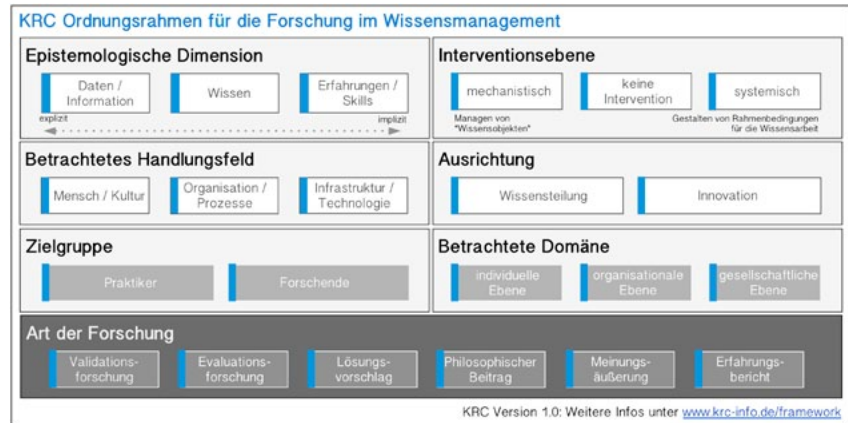 KRC Ordnungsrahmen für die Forschung im Wissensmanagement
Epistemologische Dimension
Daten /
Information
Wissen
Erfahrungen /
Skills
explizit
implizit
Interventionsebene
mechanistisch
keine
Intervention
systemisch
Managen von
"Wissensobjekten"
Gestalten von Rahmenbedingungen
für die Wissensarbeit
Betrachtetes Handlungsfeld
Mensch / Kultur
Organisation /
Prozesse
Infrastruktur /
Technologie
Ausrichtung
Wissensteilung
Innovation
Zielgruppe
Praktiker
Forschende
Betrachtete Domäne
individuelle
Ebene
organisationale
Ebene
gesellschaftliche
Ebene
Art der Forschung
Validations-
forschung
Evaluations-
forschung
Lösungs-
vorschlag
Philosophischer
Beitrag
Meinungs-
äußerung
Erfahrungs-
bericht
KRC Version 1.0: Weitere Infos unter www.krc-info.de/framework